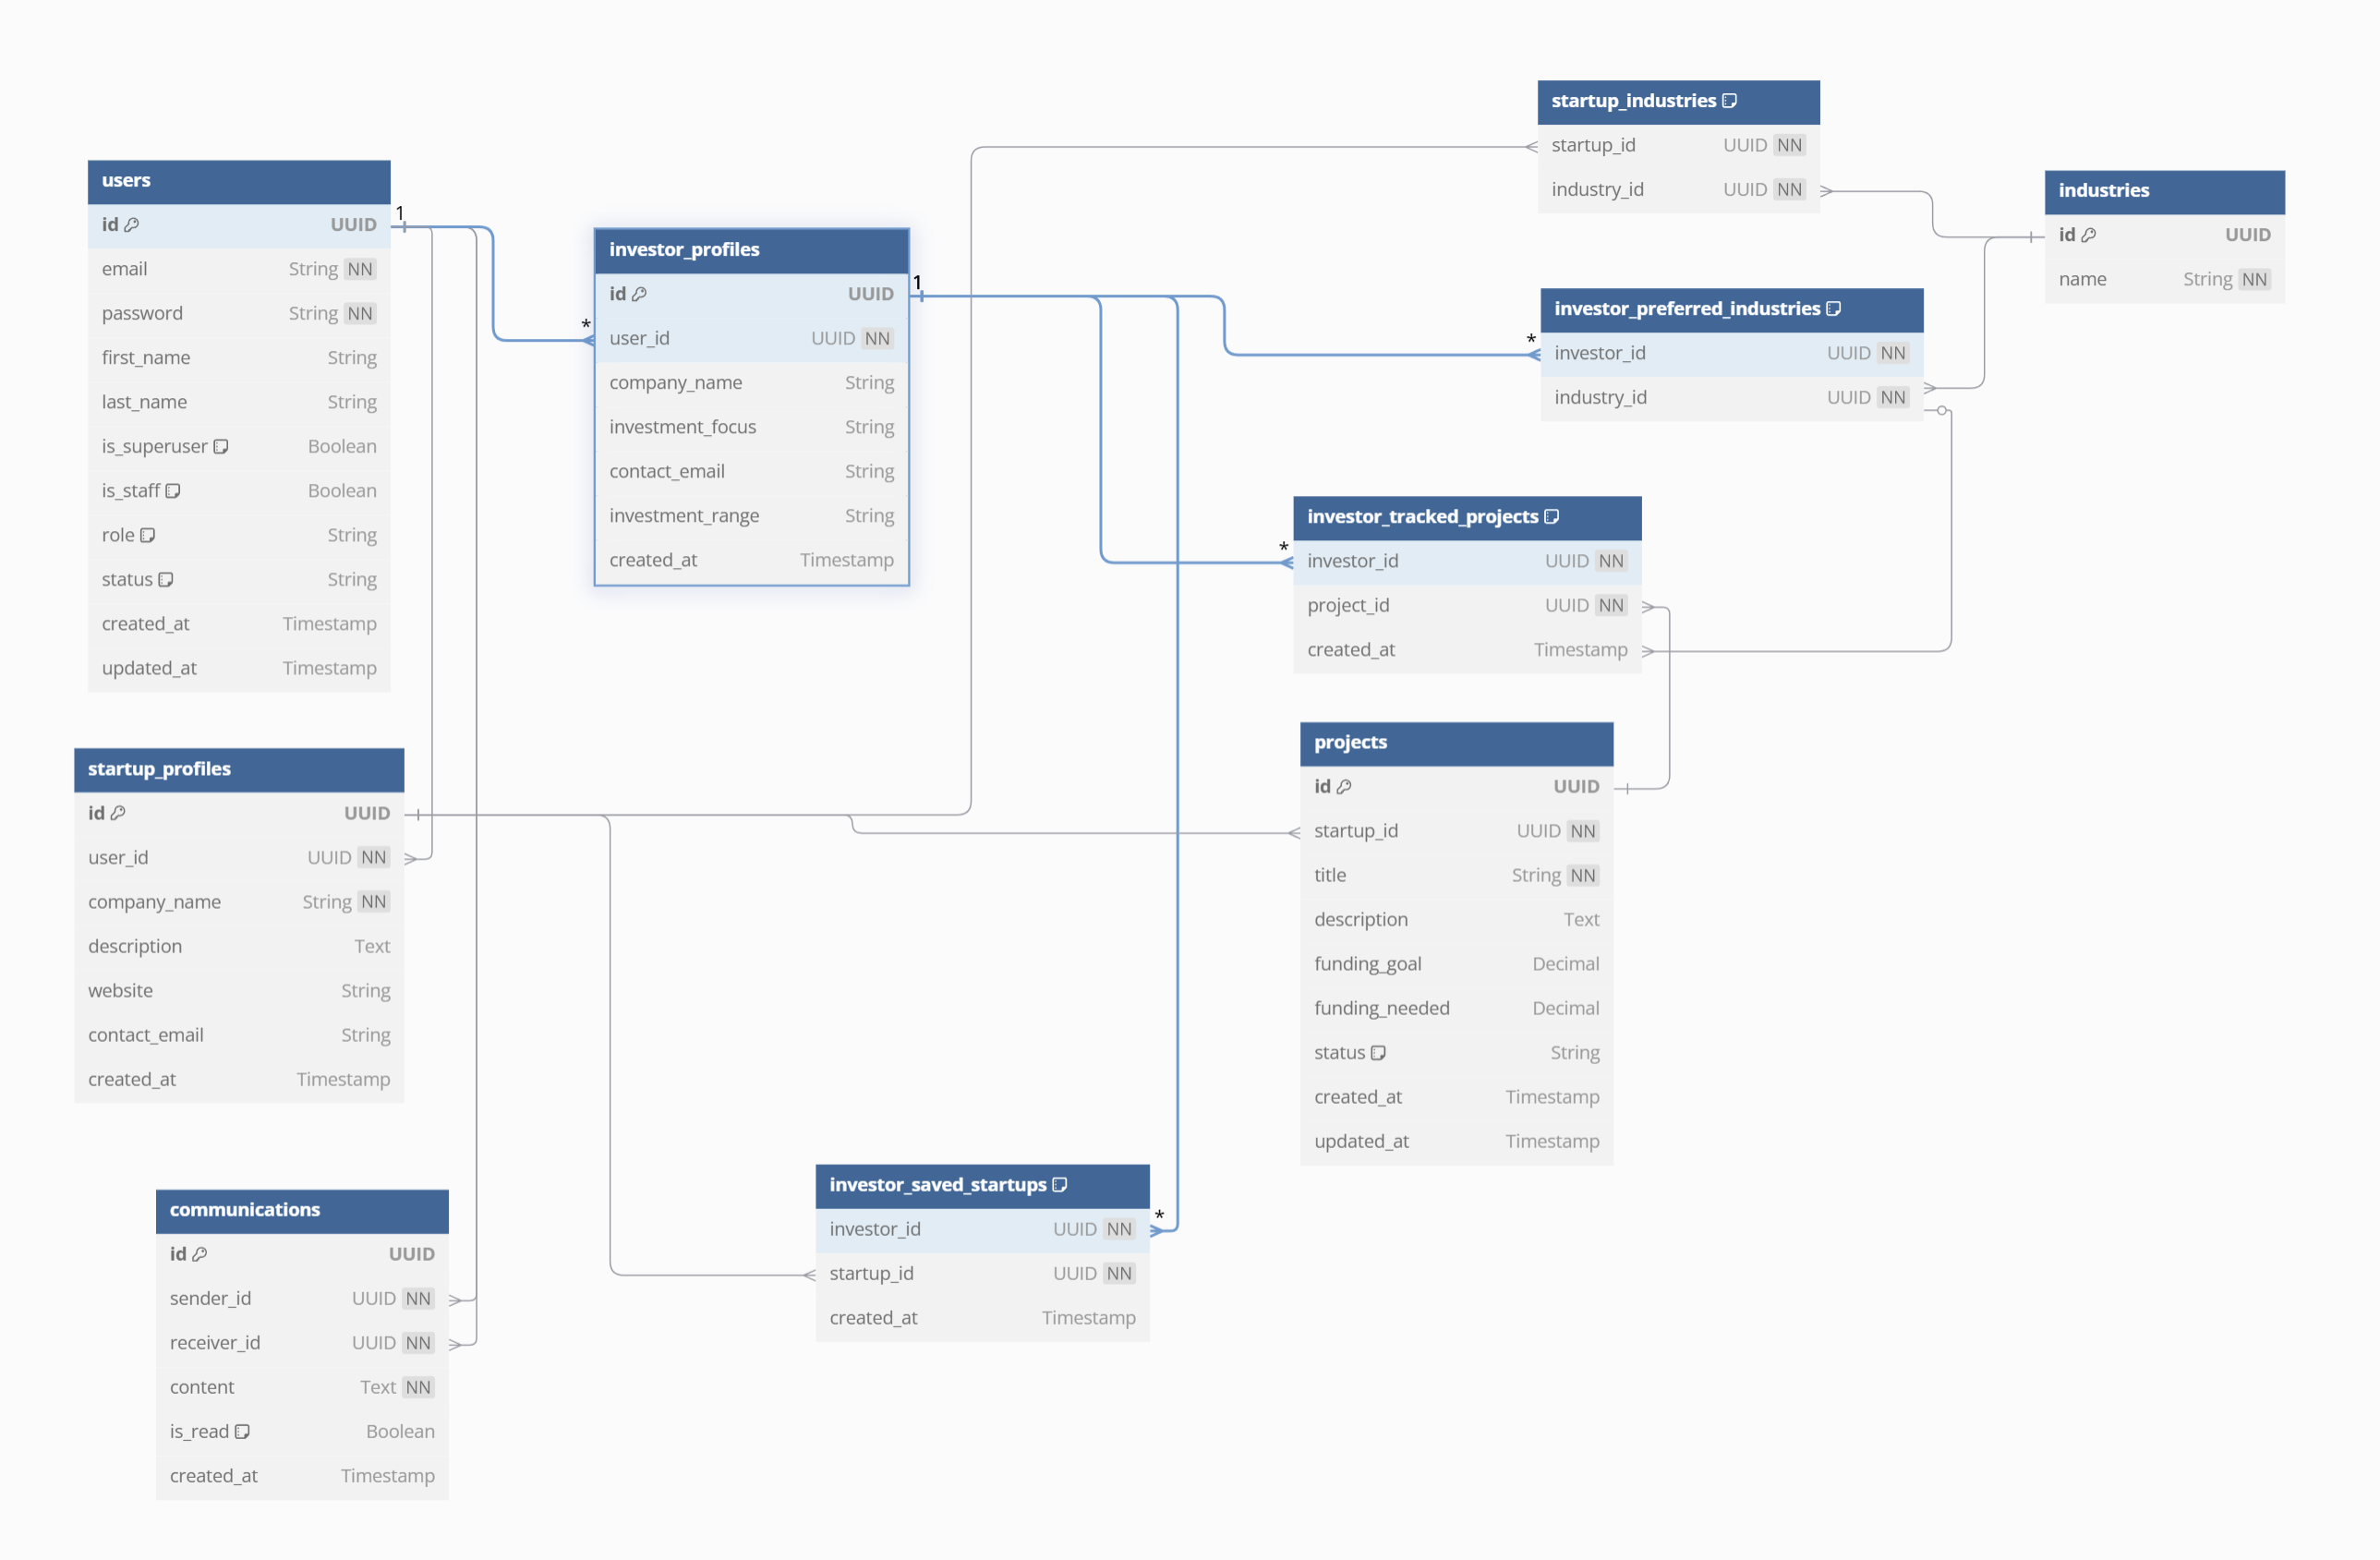 users
id UUID
email String NN
password String NN
first_name String
last_name String
is_superuser Boolean
is_staff Boolean
role String
status String
created_at Timestamp
updated_at Timestamp
1
*
investor_profiles
id UUID
user_id UUID NN
company_name String
investment_focus String
contact_email String
investment_range String
created_at Timestamp
1
startup_industries
startup_id UUID NN
industry_id UUID NN
industries
id UUID
name String NN
*
investor_preferred_industries
investor_id UUID NN
industry_id UUID NN
*
investor_tracked_projects
investor_id UUID NN
project_id UUID NN
created_at Timestamp
startup_profiles
id UUID
user_id UUID NN
company_name String NN
description Text
website String
contact_email String
created_at Timestamp
projects
id UUID
startup_id UUID NN
title String NN
description Text
funding_goal Decimal
funding_needed Decimal
status String
created_at Timestamp
updated_at Timestamp
communications
id UUID
sender_id UUID NN
receiver_id UUID NN
content Text NN
is_read Boolean
created_at Timestamp
investor_saved_startups
*
investor_id UUID NN
startup_id UUID NN
created_at Timestamp